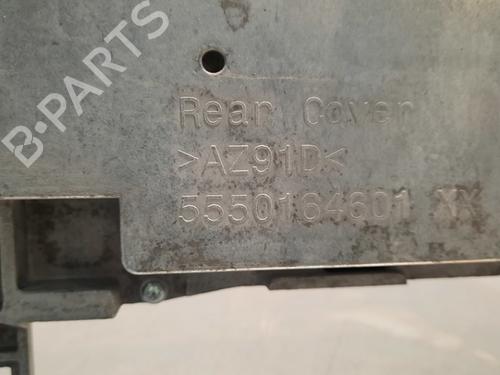 B-PARTS
Rear Cover
>AZ91D<
5550164601 XX